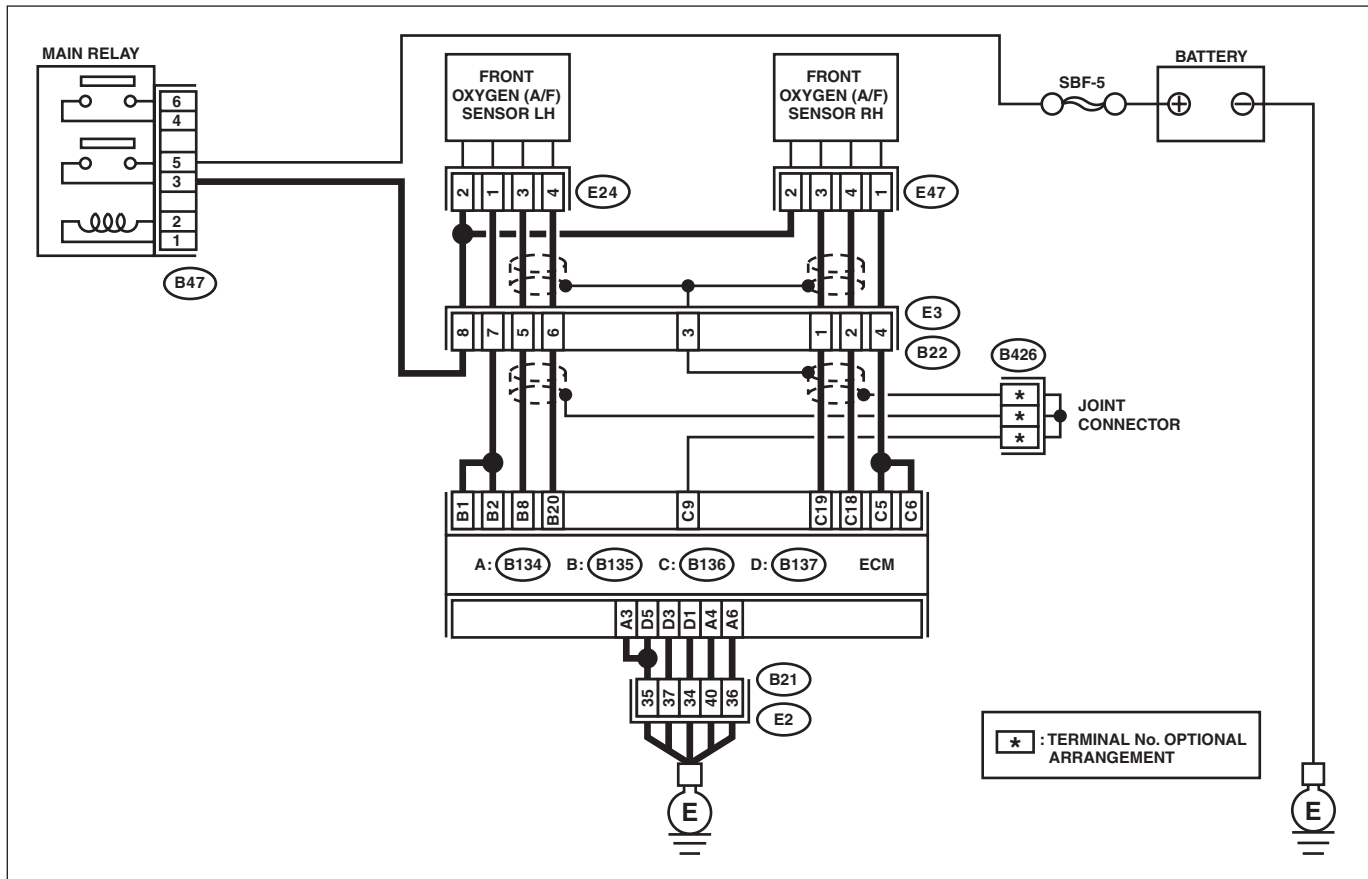 MAIN RELAY
6
4
5
3
2
1
B47
FRONT
OXYGEN (A/F)
SENSOR LH
FRONT
OXYGEN (A/F)
SENSOR RH
SBF-5
BATTERY
+
−
2 1 3 4
E24
2 3 4 1
E47
8 7 5 6 3 1 2 4
E3
B22
B426
*
*
*
JOINT
CONNECTOR
B1 B2 B8 B20 C9 C19 C18 C5 C6
A: B134 B: B135 C: B136 D: B137 ECM
A3 D5 D3 D1 A4 A6
35 37 34 40 36
B21
E2
E
* : TERMINAL No. OPTIONAL
ARRANGEMENT
E